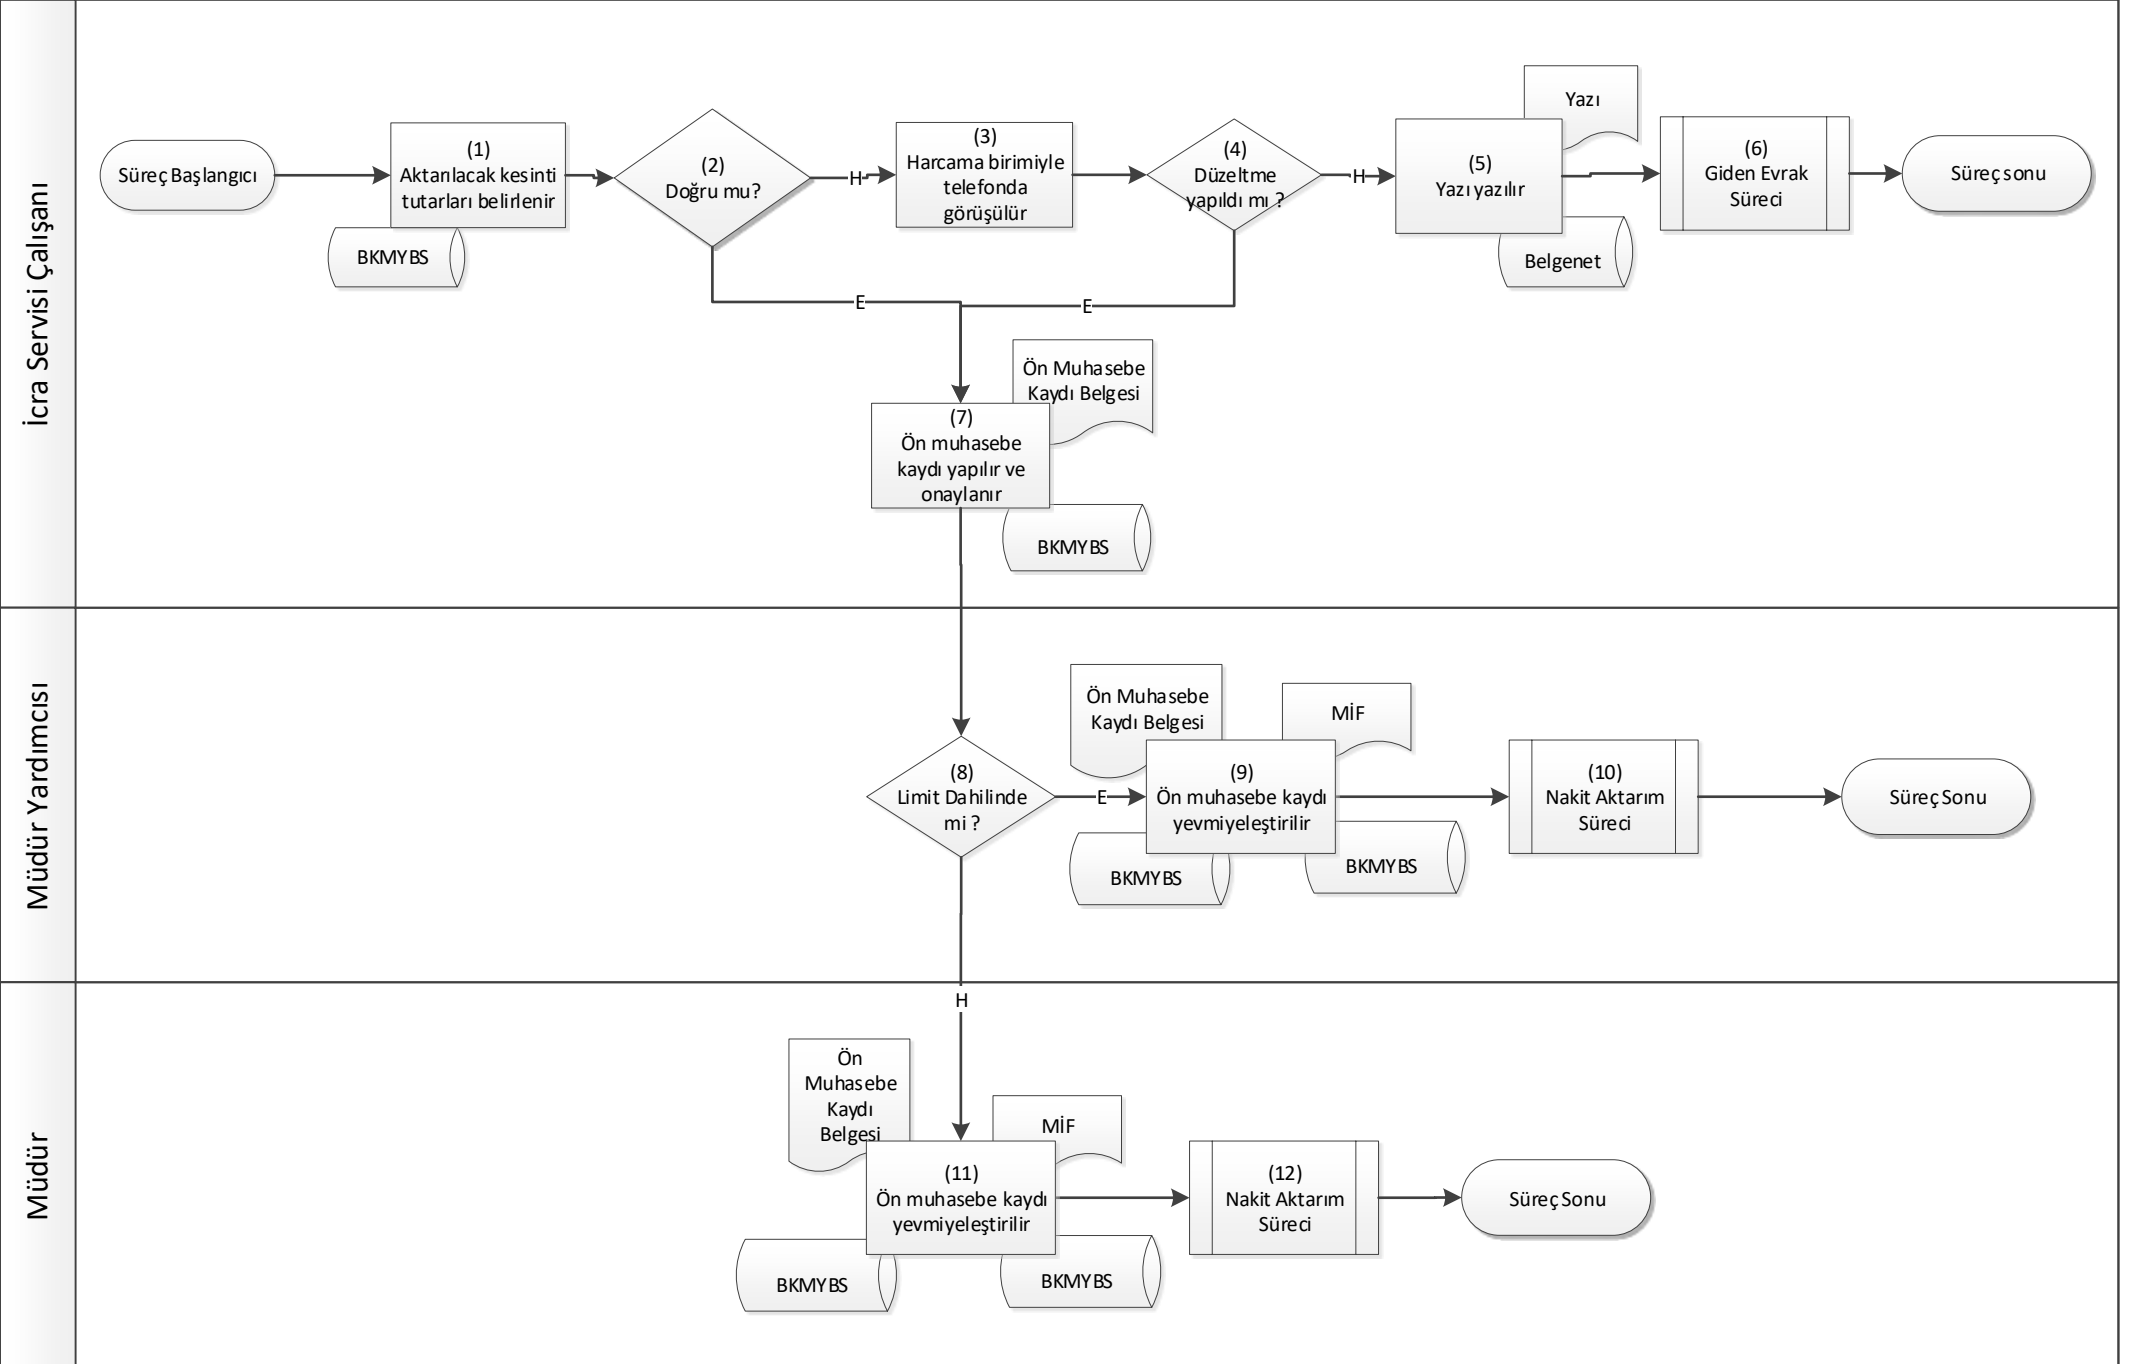 İcra Servisi Çalışanı
Süreç Başlangıcı
(1)
Aktarılacak kesinti
tutarları belirlenir
BKMYBS
(2)
Doğru mu?
H
(3)
Harcama birimiyle
telefonda
görüşülür
(4)
Düzeltme
yapıldı mı ?
H
Yazı
(5)
Yazı yazılır
Belgenet
(6)
Giden Evrak
Süreci
Süreç sonu
E
E
Ön Muhasebe
Kaydı Belgesi
(7)
Ön muhasebe
kaydı yapılır ve
onaylanır
BKMYBS
Müdür Yardımcısı
(8)
Limit Dahilinde
mi ?
E
Ön Muhasebe
Kaydı Belgesi
MİF
(9)
Ön muhasebe kaydı
yevmiyeleştirilir
BKMYBS
BKMYBS
(10)
Nakit Aktarım
Süreci
Süreç Sonu
Müdür
H
Ön
Muhasebe
Kaydı
Belgesi
MİF
(11)
Ön muhasebe kaydı
yevmiyeleştirilir
BKMYBS
BKMYBS
(12)
Nakit Aktarım
Süreci
Süreç Sonu